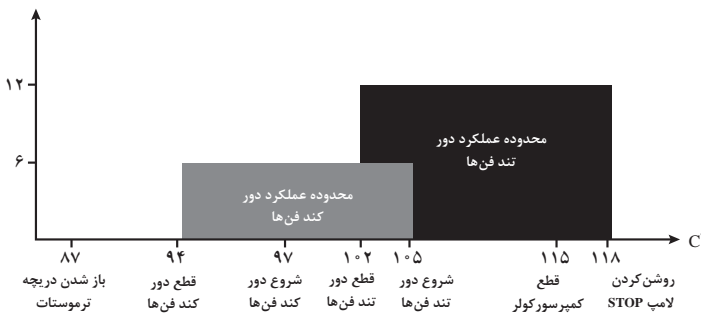 ۱۲
۶
محدوده عملکرد دور
تند فن‌ها
محدوده عملکرد دور
کند فن‌ها
C
۸۷
۹۴
۹۷
۱۰۲
۱۰۵
۱۱۵
۱۱۸
باز شدن دریچه
ترموستات
قطع دور
کند فن‌ها
شروع دور
کند فن‌ها
قطع دور
تند فن‌ها
شروع دور
تند فن‌ها
قطع
کمپرسورکولر
روشن‌کردن
لامپ STOP